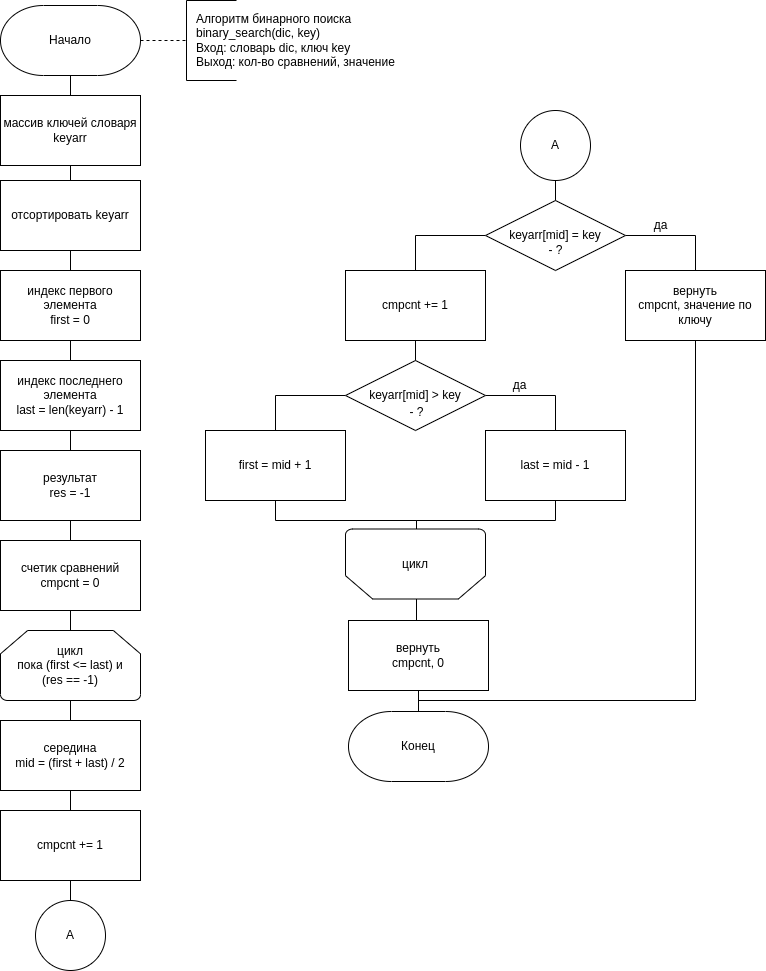 Начало
Алгоритм бинарного поиска
binary_search(dic, key)
Вход: словарь dic, ключ key
Выход: кол-во сравнений, значение
массив ключей словаря
keyarr
отсортировать keyarr
индекс первого
элемента
first = 0
индекс последнего
элемента
last = len(keyarr) - 1
результат
res = -1
счетик сравнений
cmpcnt = 0
цикл
пока (first <= last) и
(res == -1)
середина
mid = (first + last) / 2
cmpcnt += 1
А
А
keyarr[mid] = key
- ?
да
cmpcnt += 1
вернуть
cmpcnt, значение по
ключу
keyarr[mid] > key
- ?
да
first = mid + 1
last = mid - 1
цикл
вернуть
cmpcnt, 0
Конец